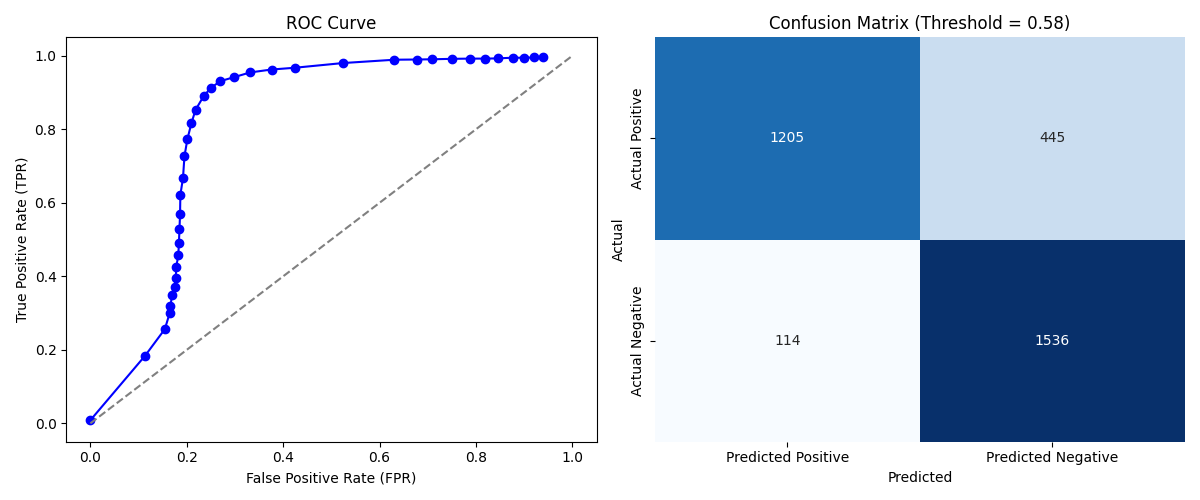 ROC Curve
1.0
0.8
0.6
0.4
0.2
0.0
True Positive Rate (TPR)
0.0 0.2 0.4 0.6 0.8 1.0
False Positive Rate (FPR)
Confusion Matrix (Threshold = 0.58)
Actual
Actual Positive
1205 445
Actual Negative
114 1536
Predicted Positive Predicted Negative
Predicted